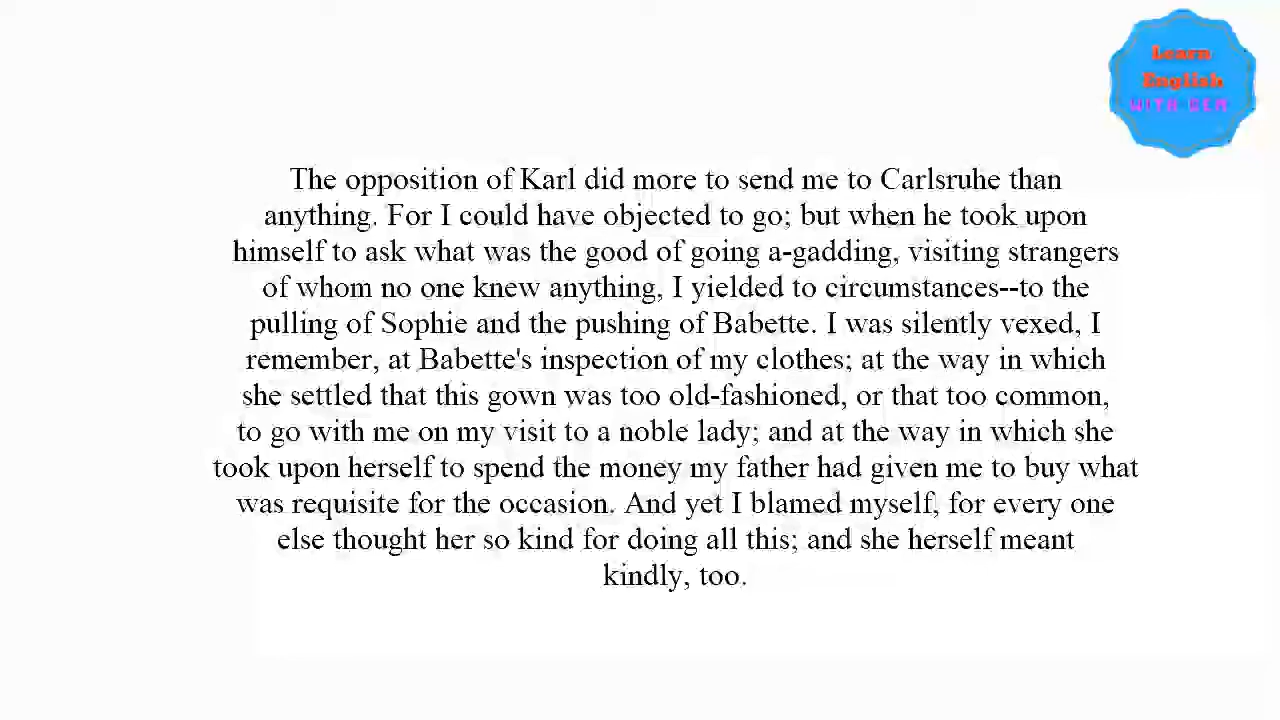 Learn
English
WITH GEM
The opposition of Karl did more to send me to Carlsruhe than
anything. For I could have objected to go; but when he took upon
himself to ask what was the good of going a-gadding, visiting strangers
of whom no one knew anything, I yielded to circumstances--to the
pulling of Sophie and the pushing of Babette. I was silently vexed, I
remember, at Babette's inspection of my clothes; at the way in which
she settled that this gown was too old-fashioned, or that too common,
to go with me on my visit to a noble lady; and at the way in which she
took upon herself to spend the money my father had given me to buy what
was requisite for the occasion. And yet I blamed myself, for every one
else thought her so kind for doing all this; and she herself meant
kindly, too.